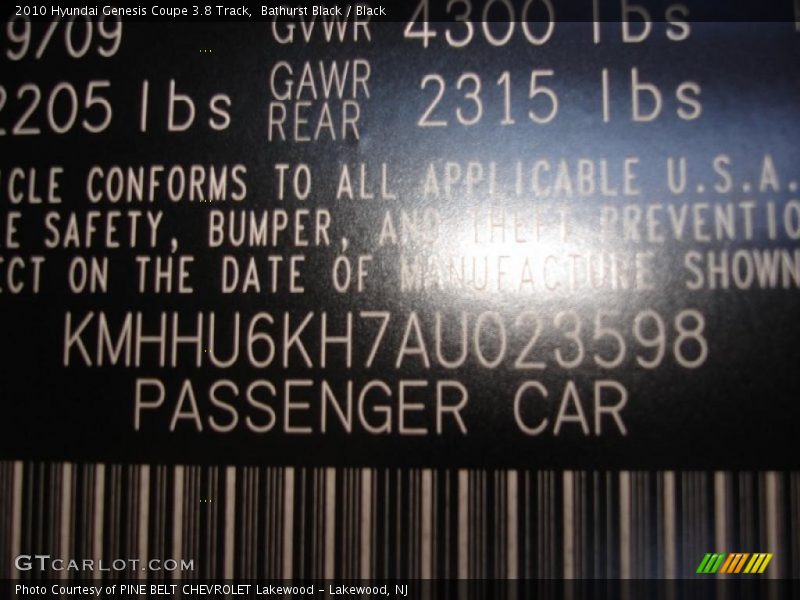 2010 Hyundai Genesis Coupe 3.8 Track, Bathurst Black / Black
9/09 GVWR 4300 lbs
2205 lbs GAWR REAR 2315 lbs
CLE CONFORMS TO ALL APPLICABLE U.S.A.
E SAFETY, BUMPER, AND THEFT PREVENTIO
ECT ON THE DATE OF MANUFACTURE SHOWN
KMHHU6KH7AU023598
PASSENGER CAR
GTCARLOT.COM
Photo Courtesy of PINE BELT CHEVROLET Lakewood - Lakewood, NJ